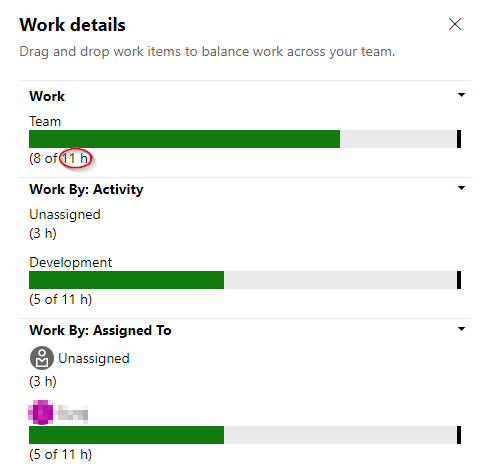 Work details
Drag and drop work items to balance work across your team.
Work
Team
(8 of 11 h)
Work By: Activity
Unassigned
(3 h)
Development
(5 of 11 h)
Work By: Assigned To
Unassigned
(3 h)
(5 of 11 h)